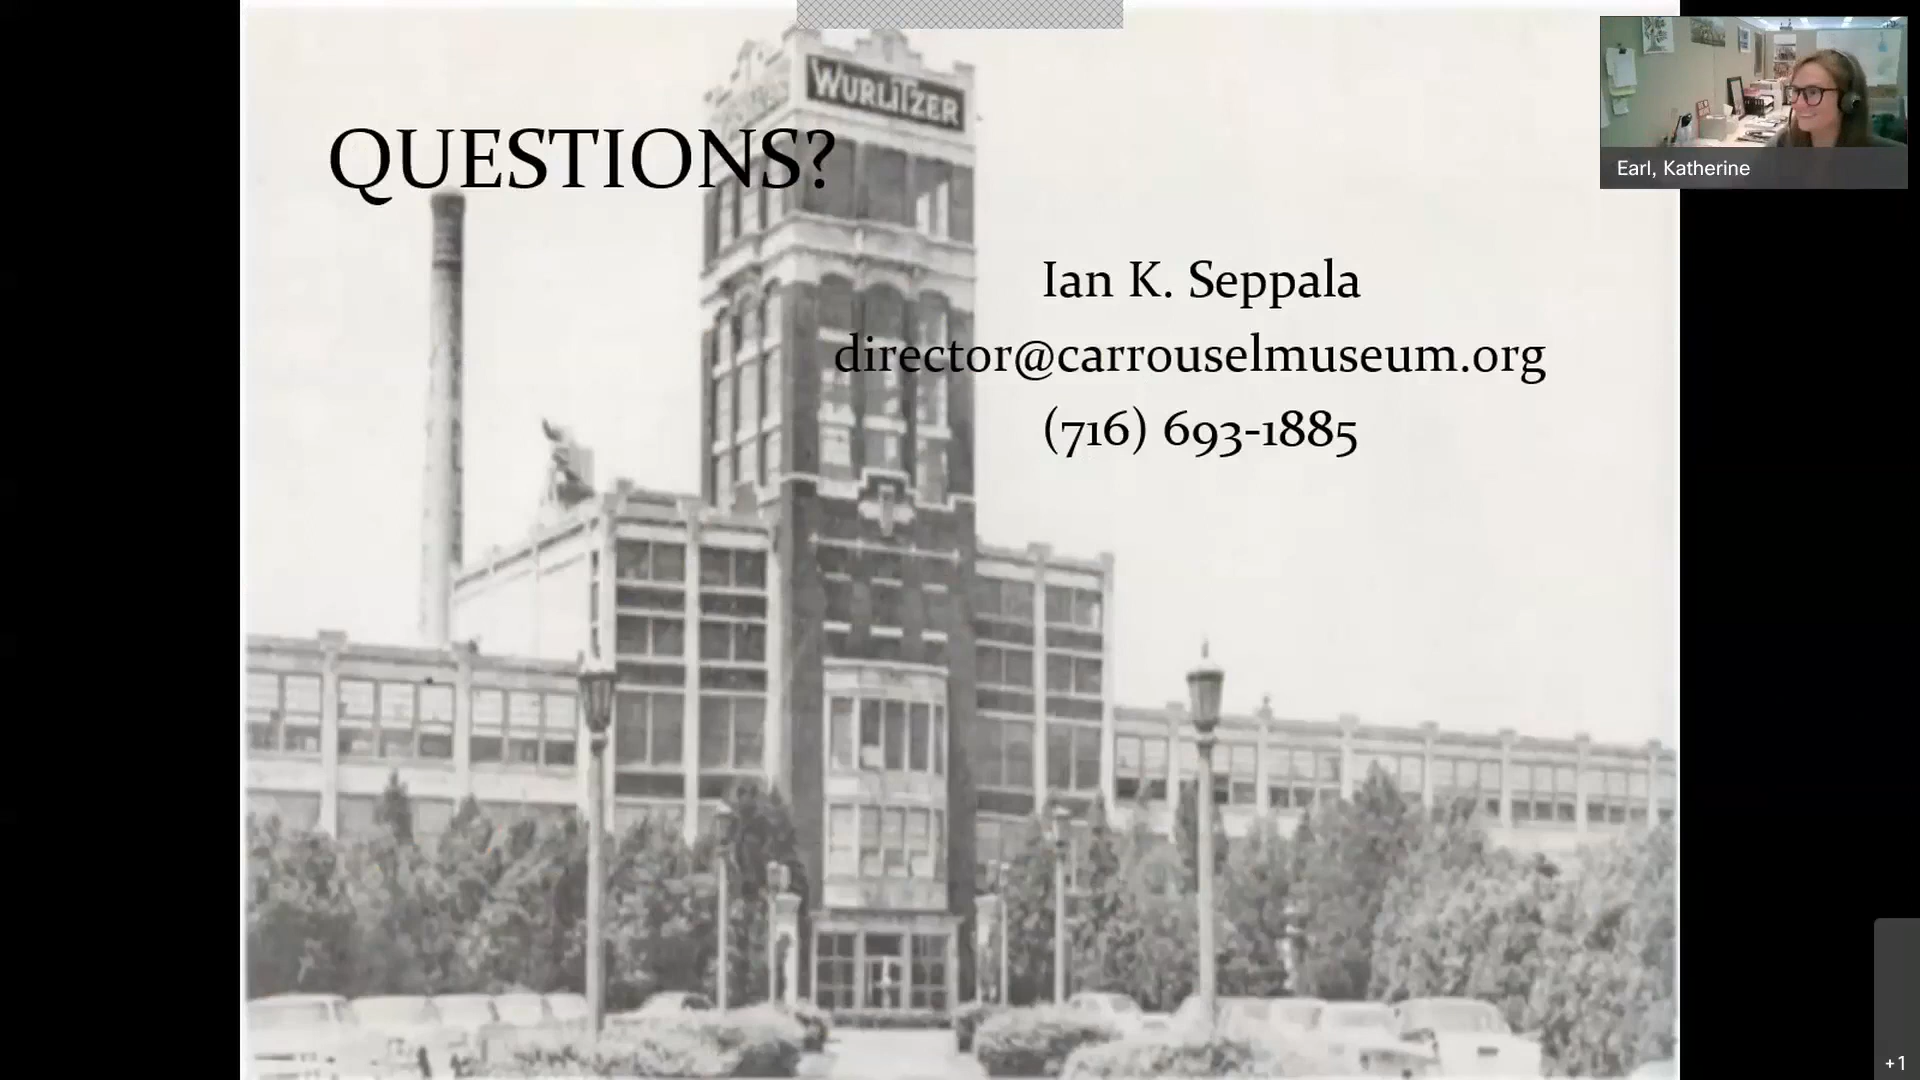 WURLITZER
QUESTIONS?
Earl, Katherine
Ian K. Seppala
director@carrouselmuseum.org
(716) 693-1885
+1